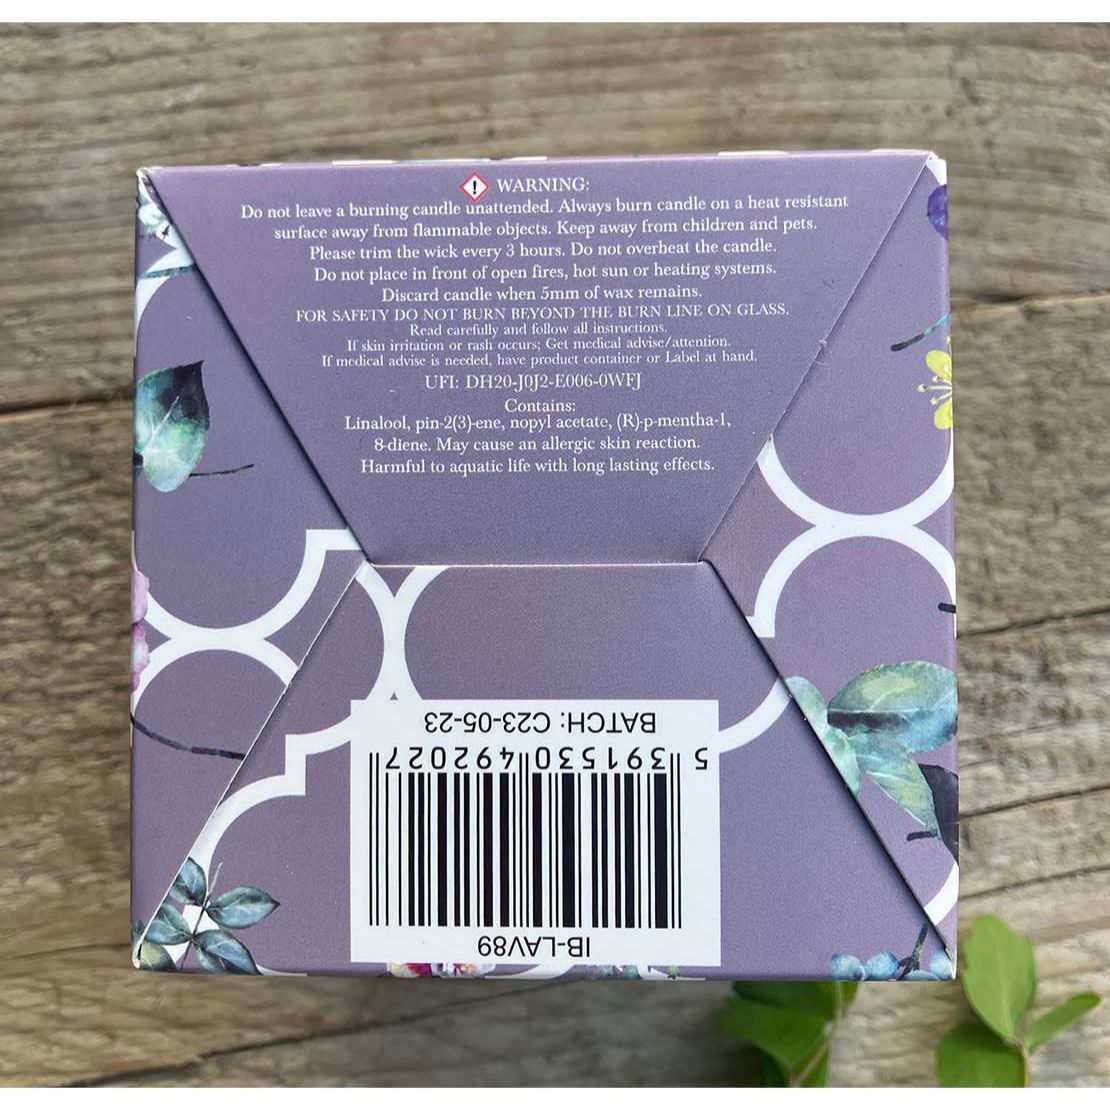 WARNING:
Do not leave a burning candle unattended. Always burn candle on a heat resistant
surface away from flammable objects. Keep away from children and pets.
Please trim the wick every 3 hours. Do not overheat the candle.
Do not place in front of open fires, hot sun or heating systems.
Discard candle when 5mm of wax remains.
FOR SAFETY DO NOT BURN BEYOND THE BURN LINE ON GLASS.
Read carefully and follow all instructions.
If skin irritation or rash occurs; Get medical advise/attention.
If medical advise is needed, have product container or Label at hand.
UFI: DH20-J0J2-E006-0WFJ
Contains:
Linalool, pin-2(3)-ene, nopyl acetate, (R)-p-mentha-1,
8-diene. May cause an allergic skin reaction.
Harmful to aquatic life with long lasting effects.
IB-LAV89
5 391530 492027
BATCH: C23-05-23